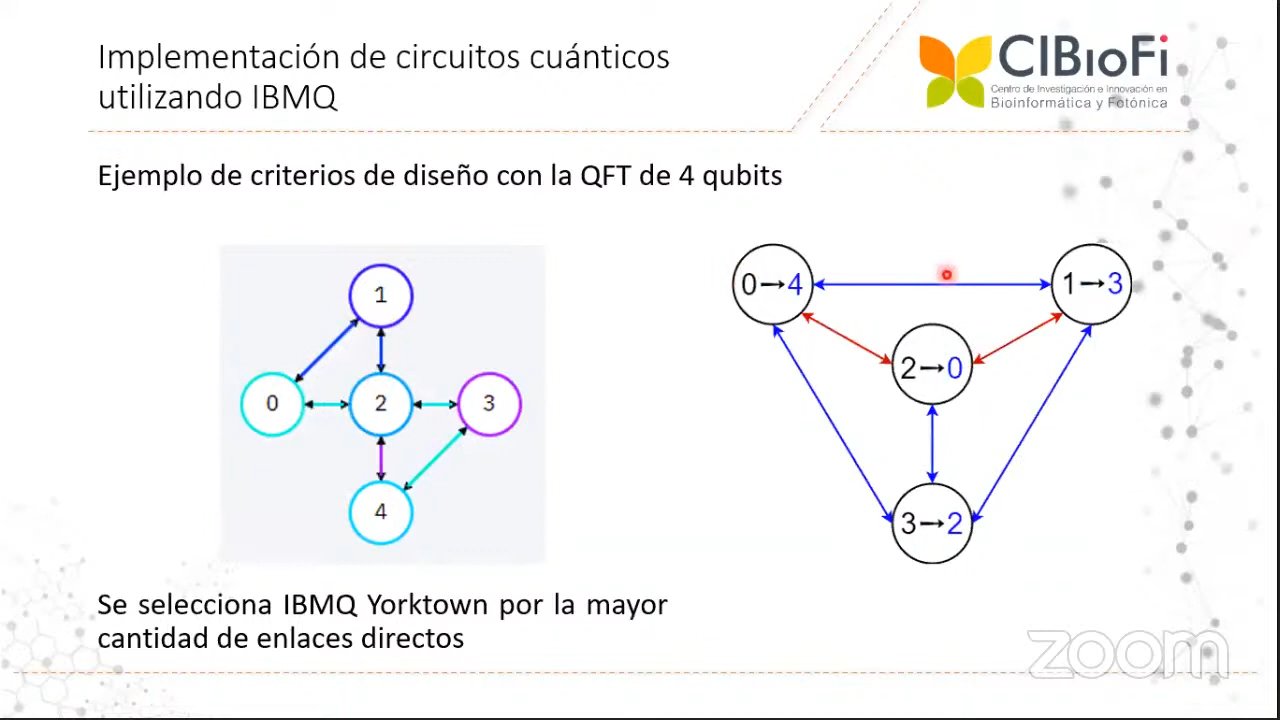 Implementación de circuitos cuánticos
utilizando IBMQ
CIBioFi
Centro de Investigación e Innovación en
Bioinformática y Fotónica
Ejemplo de criterios de diseño con la QFT de 4 qubits
1
0
2
3
4
0→4
1→3
2→0
3→2
Se selecciona IBMQ Yorktown por la mayor
cantidad de enlaces directos
zoom